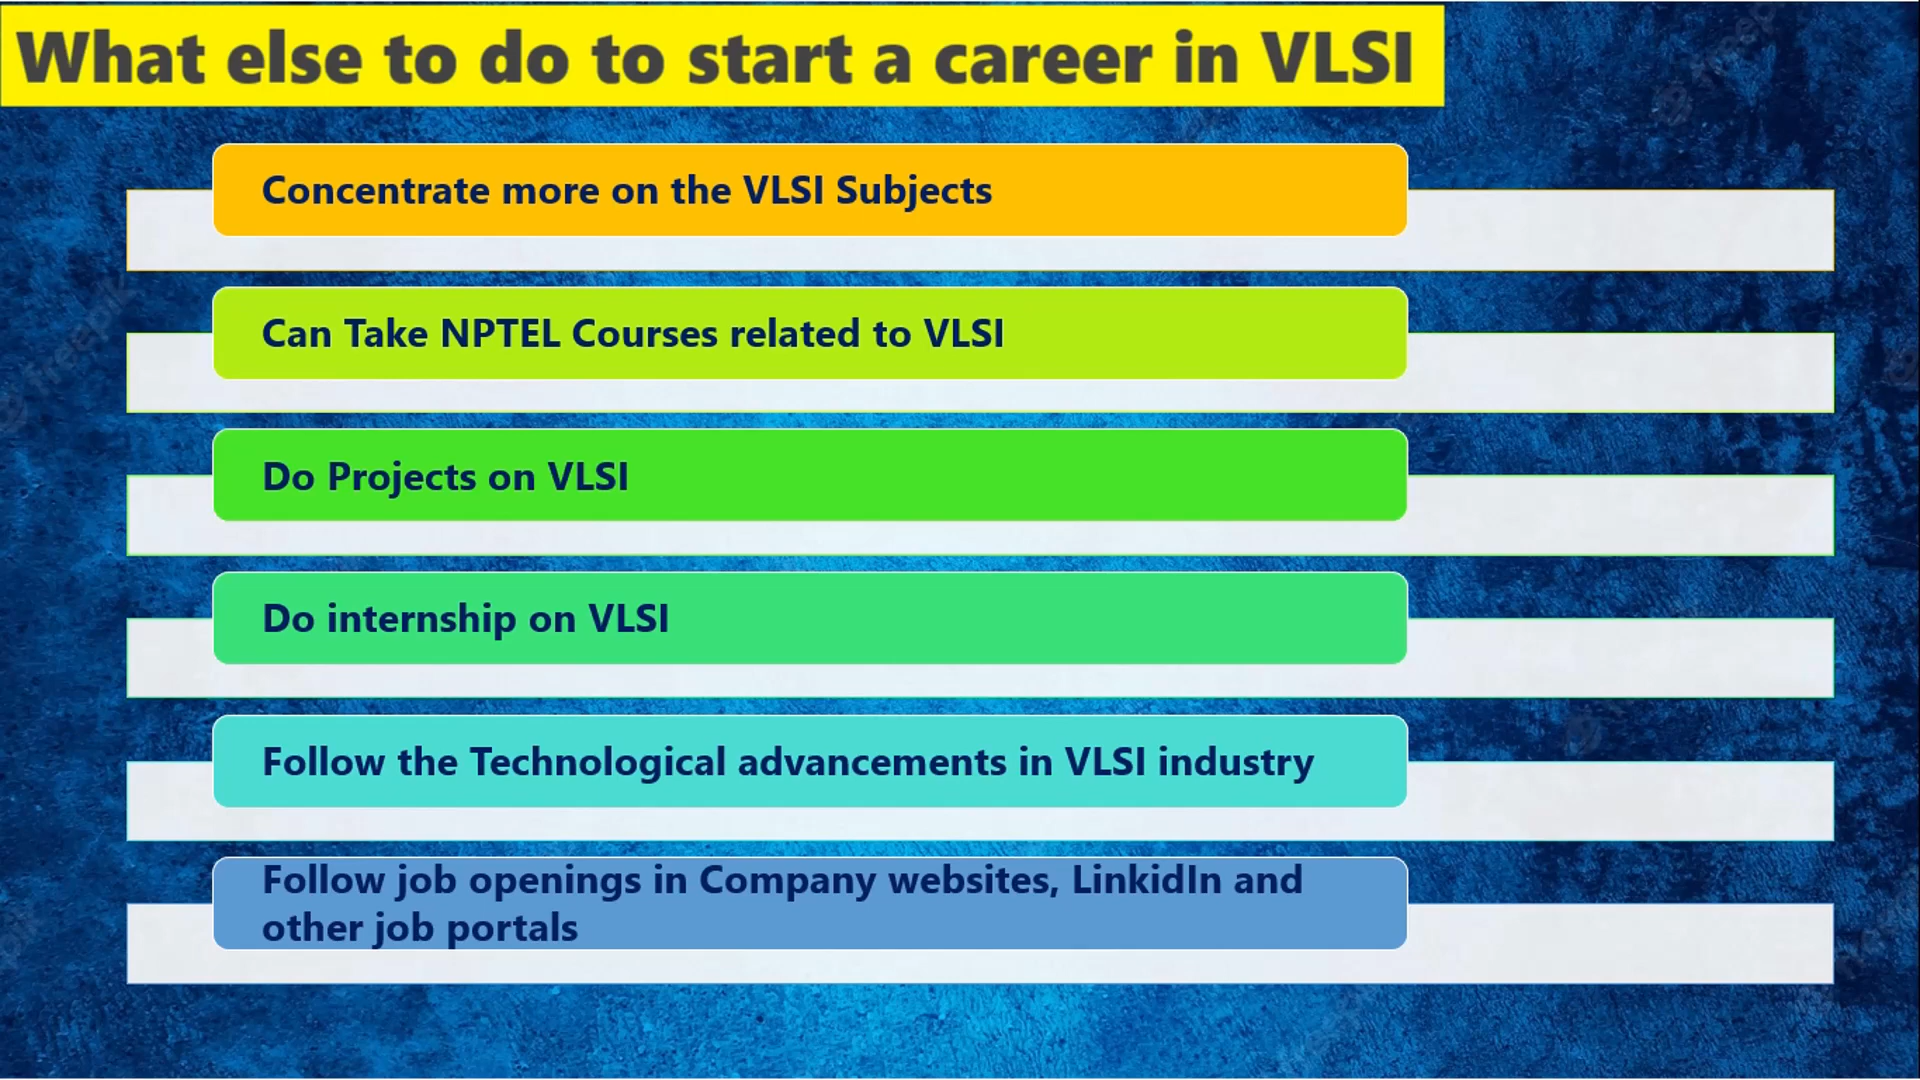 What else to do to start a career in VLSI
Concentrate more on the VLSI Subjects
Can Take NPTEL Courses related to VLSI
Do Projects on VLSI
Do internship on VLSI
Follow the Technological advancements in VLSI industry
Follow job openings in Company websites, LinkidIn and
other job portals